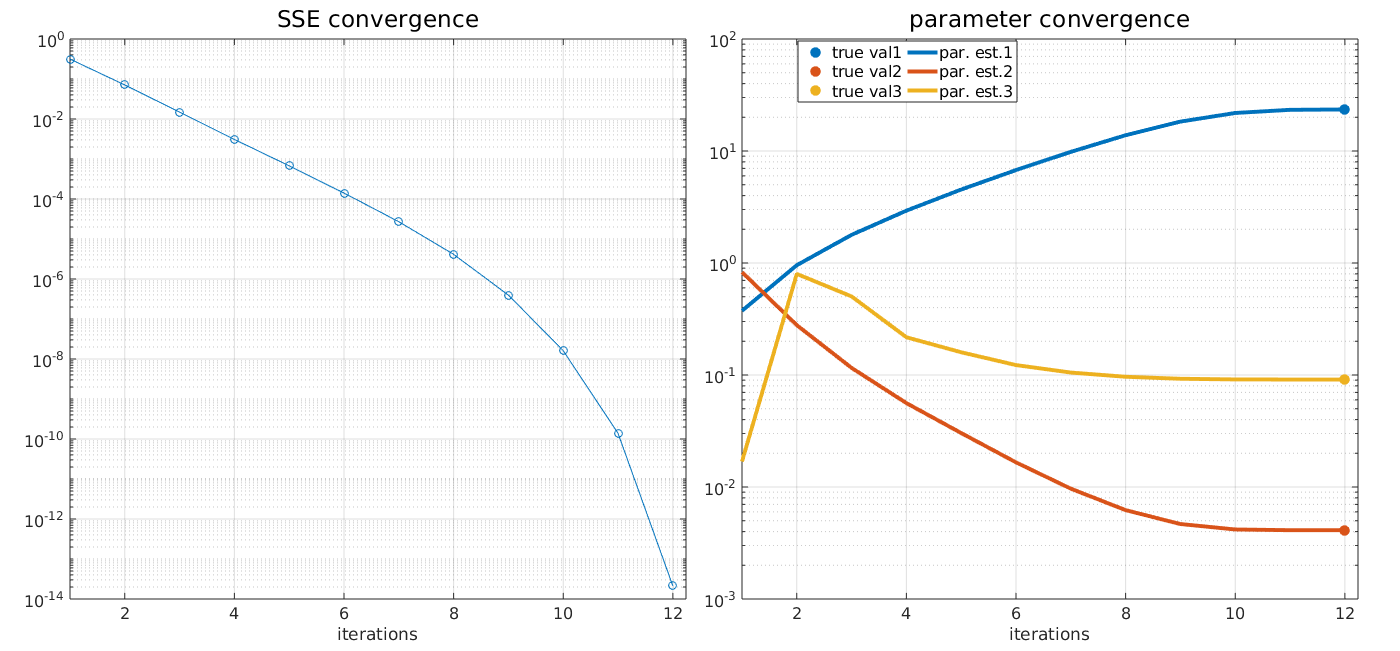 SSE convergence
10^0
10^-2
10^-4
10^-6
10^-8
10^-10
10^-12
10^-14
2 4 6 8 10 12
iterations
parameter convergence
true val1 par. est.1
true val2 par. est.2
true val3 par. est.3
10^2
10^1
10^0
10^-1
10^-2
10^-3
2 4 6 8 10 12
iterations